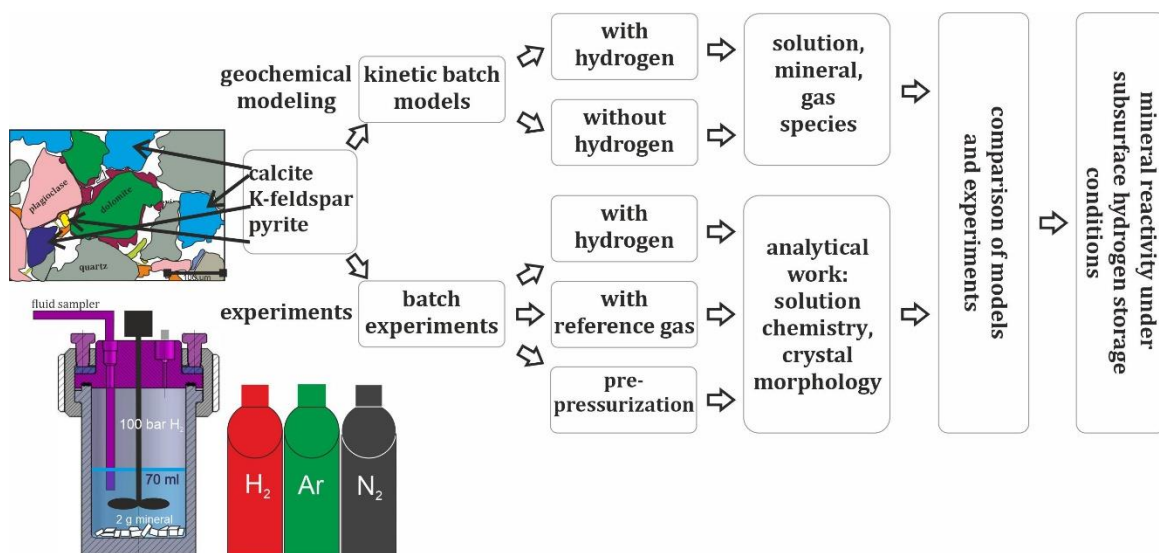 geochemical
modeling
kinetic batch
models
with
hydrogen
without
hydrogen
solution,
mineral,
gas
species
plagioclase
dolomite
quartz
calcite
K-feldspar
pyrite
experiments
batch
experiments
with
hydrogen
with
reference gas
pre-
pressurization
analytical
work:
solution
chemistry,
crystal
morphology
comparison of models
and experiments
mineral reactivity under
subsurface hydrogen storage
conditions
fluid sampler
100 bar H₂
70 ml
2 g mineral
H₂
Ar
N₂